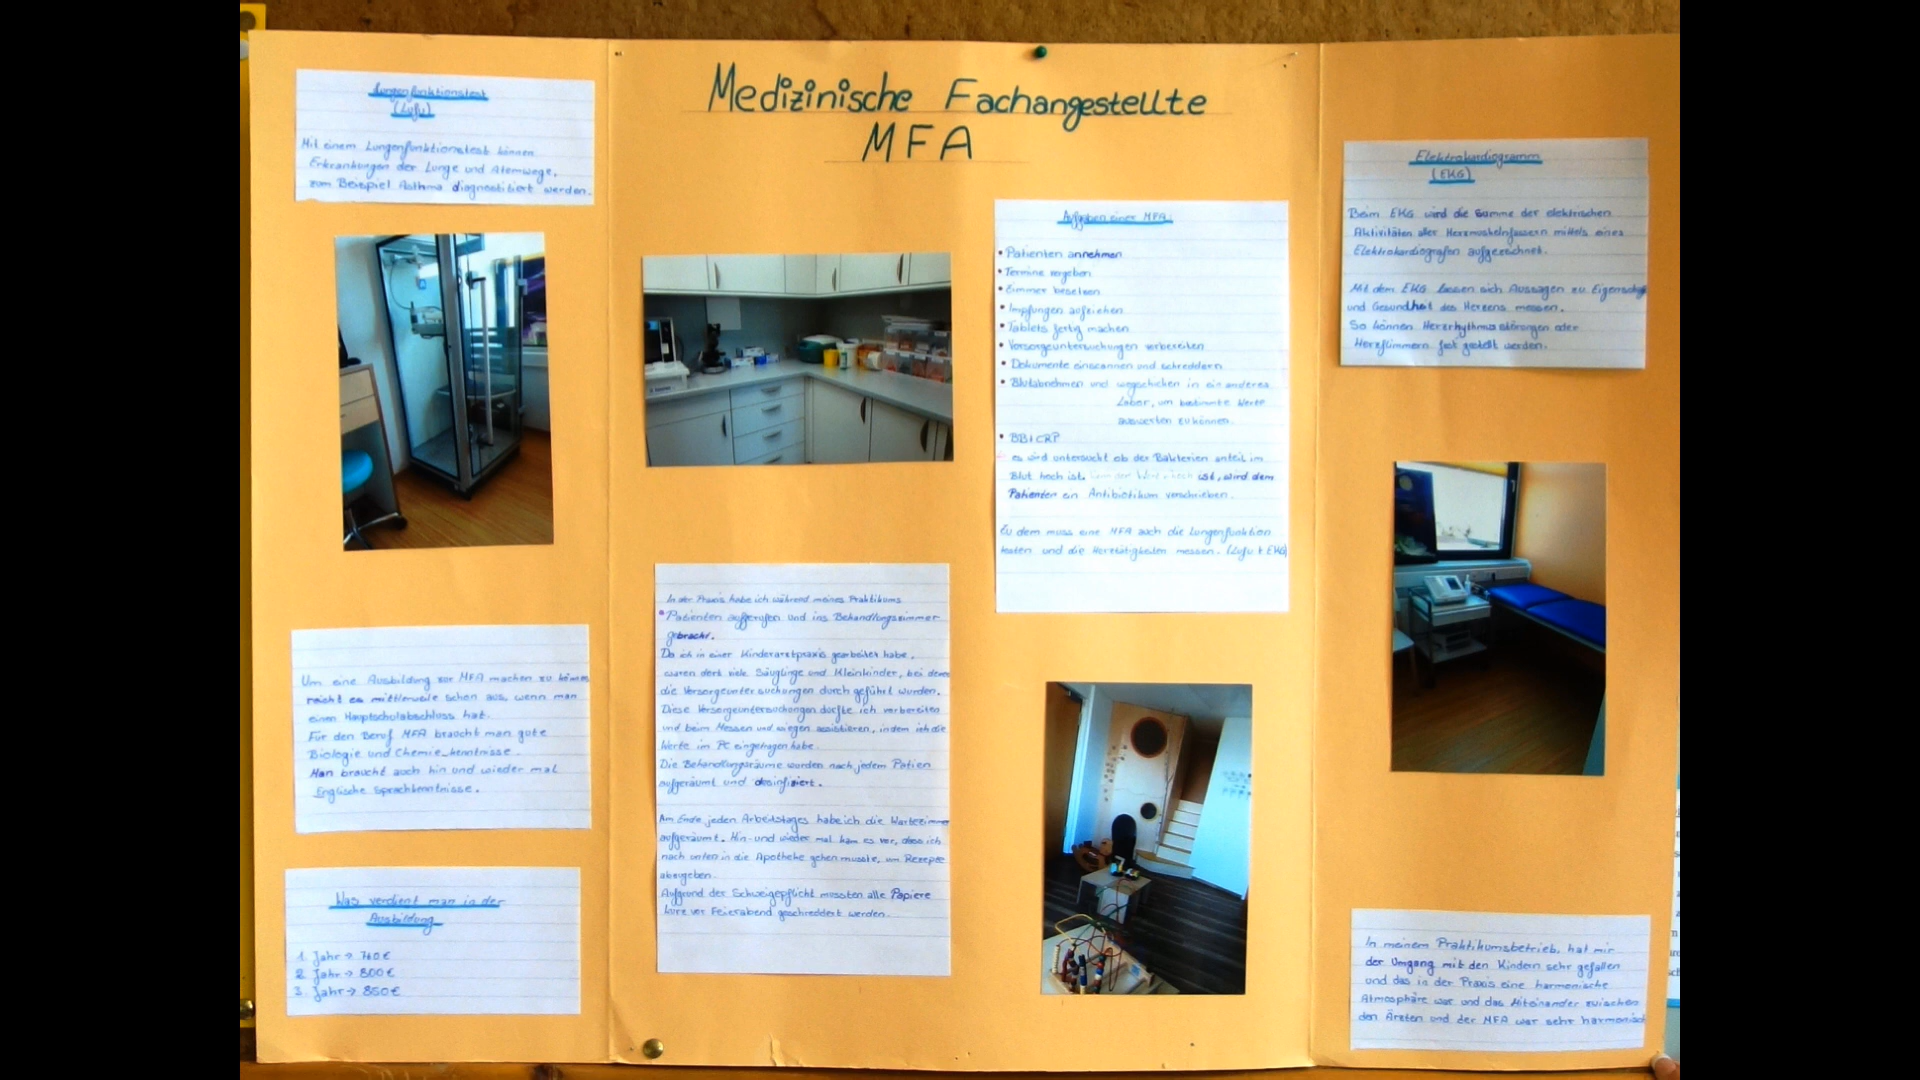 Medizinische Fachangestellte
MFA
Lungenfunktionstest
(Lufu)
Mit einem Lungenfunktionstest können
Erkrankungen der Lunge und Atemwege,
zum Beispiel Asthma diagnostiziert werden.
Um eine Ausbildung zur MFA machen zu können
reicht es mittlerweile schon aus, wenn man
einen Hauptschulabschluss hat.
Für den Beruf MFA braucht man gute
Biologie und Chemie kenntnisse.
Man braucht auch hin und wieder mal
Englische Sprachkenntnisse.
Was verdient man in der
Ausbildung
1. Jahr → 760€
2. Jahr → 800€
3. Jahr → 850€
In der Praxis habe ich während meines Praktikums
• Patienten aufgerufen und ins Behandlungszimmer
gebracht.
Da ich in einer Kinderarztpraxis gearbeitet habe,
waren dort viele Säuglinge und Kleinkinder, bei denen
die Vorsorgeuntersuchungen durch geführt wurden.
Diese Vorsorgeuntersuchungen durfte ich vorbereiten
und beim Messen und wiegen assistieren, indem ich die
Werte im PC eingetragen habe.
Die Behandlungsräume wurden nach jedem Patien
aufgeräumt und desinfiziert.
Am Ende jeden Arbeitstages habe ich die Wartezimmer
aufgeräumt. Hin- und wieder mal kam es vor, dass ich
nach unten in die Apotheke gehen musste, um Rezepte
abzugeben.
Aufgrund der Schweigepflicht mussten alle Papiere
kurz vor Feierabend geschreddert werden.
Aufgaben einer MFA:
• Patienten annehmen
• Termine vergeben
• Zimmer besetzen
• Impfungen aufziehen
• Tablets fertig machen
• Vorsorgeuntersuchungen vorbereiten
• Dokumente einscannen und schreddern
• Blutabnehmen und wegschicken in ein anderes
Labor, um bestimmte Werte
auswerten zu können.
• BB/CRP
es wird untersucht ob der Bakterien anteil im
Blut hoch ist. ist, wird dem
Patienten ein Antibiotikum verschrieben.
Zu dem muss eine MFA auch die Lungenfunktion
testen und die Herztätigkeiten messen. (Lufu + EKG)
Elektrokardiogramm
(EKG)
Beim EKG wird die Summe der elektrischen
Aktivitäten aller Herzmuskelnfasern mittels eines
Elektrokardiografen aufgezeichnet.
Mit dem EKG lassen sich Aussagen zu Eigenschaft
und Gesundheit des Herzens messen.
So können Herzrhythmus störungen oder
Herzflimmern fest gestellt werden.
In meinem Praktikumsbetrieb, hat mir
der Umgang mit den Kindern sehr gefallen
und das in der Praxis eine harmonische
Atmosphäre war und das Miteinander zwischen
den Ärzten und der MFA war sehr harmonisch